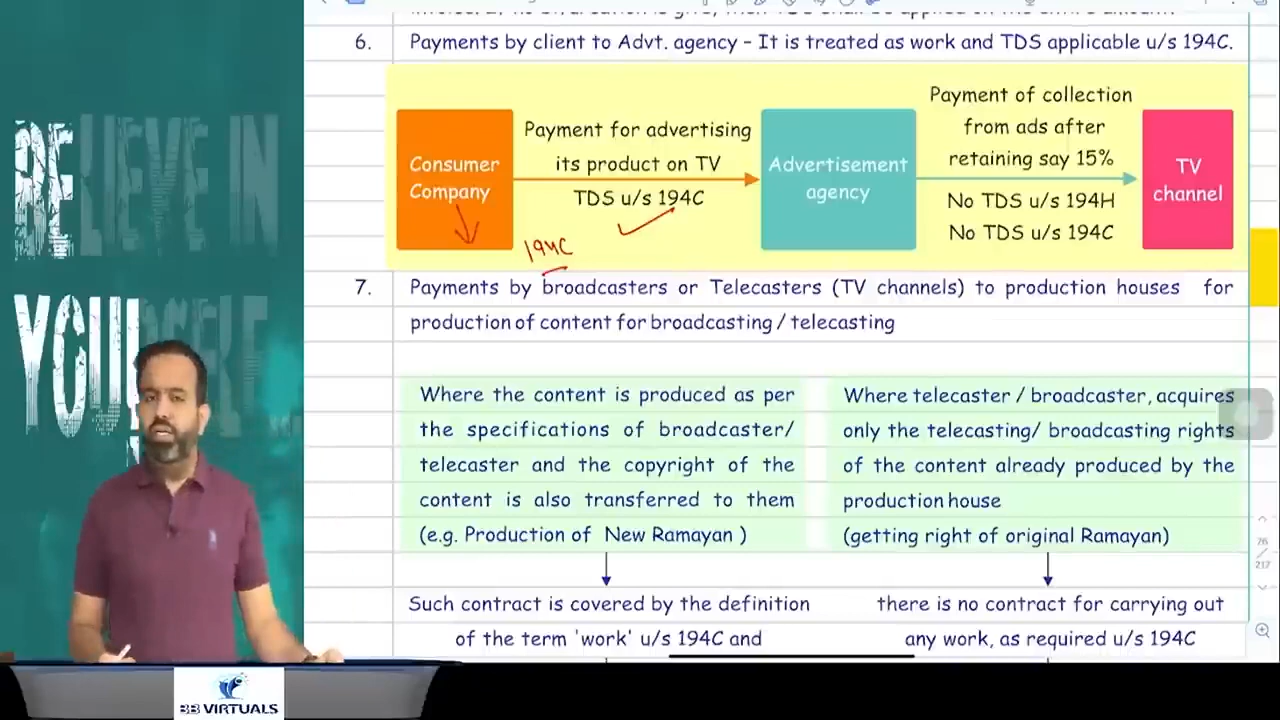 BELIEVE IN
6. Payments by client to Advt. agency – It is treated as work and TDS applicable u/s 194C.
Payment for advertising
its product on TV
TDS u/s 194C
Consumer
Company
Advertisement
agency
Payment of collection
from ads after
retaining say 15%
No TDS u/s 194H
No TDS u/s 194C
TV
channel
194C
7. Payments by broadcasters or Telecasters (TV channels) to production houses for
production of content for broadcasting / telecasting
Where the content is produced as per
the specifications of broadcaster/
telecaster and the copyright of the
content is also transferred to them
(e.g. Production of New Ramayan )
Where telecaster / broadcaster, acquires
only the telecasting/ broadcasting rights
of the content already produced by the
production house
(getting right of original Ramayan)
Such contract is covered by the definition
of the term 'work' u/s 194C and
there is no contract for carrying out
any work, as required u/s 194C
76
/
217
BB VIRTUALS